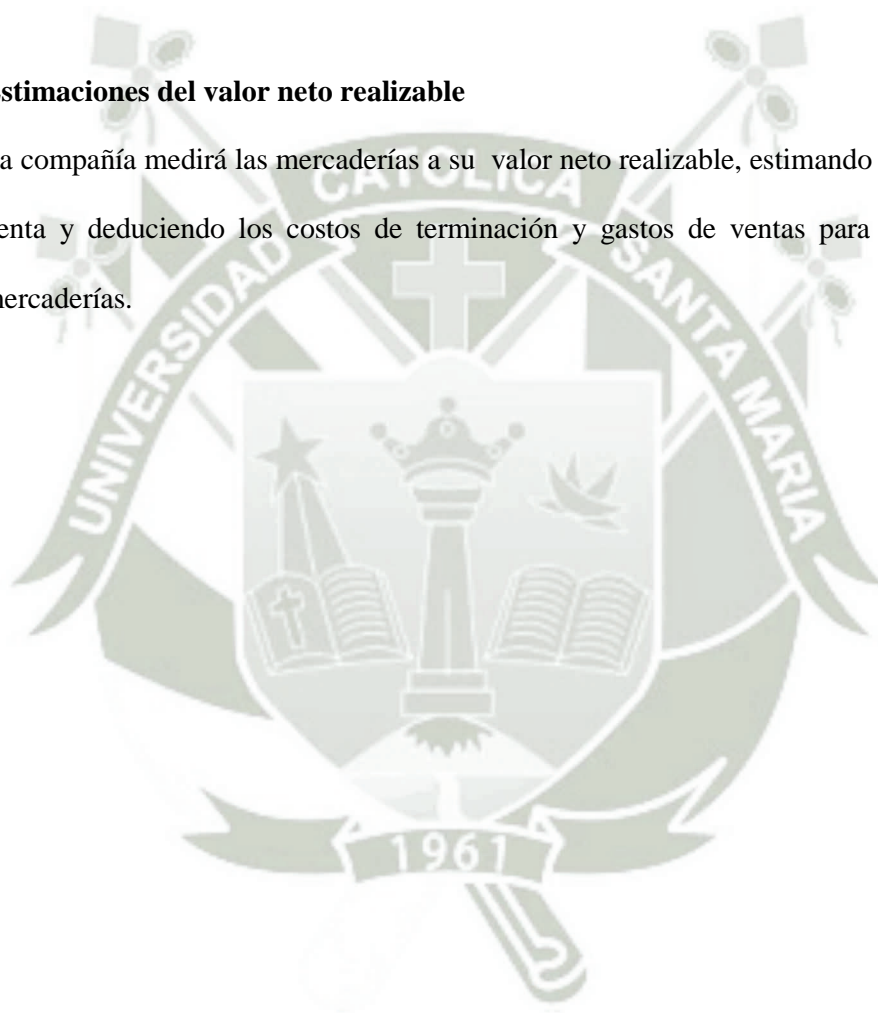 stimaciones del valor neto realizable
a compañía medirá las mercaderías a su valor neto realizable, estimando
enta y deduciendo los costos de terminación y gastos de ventas para
ercaderías.
UNIVERSIDAD CATOLICA SANTA MARIA
1961